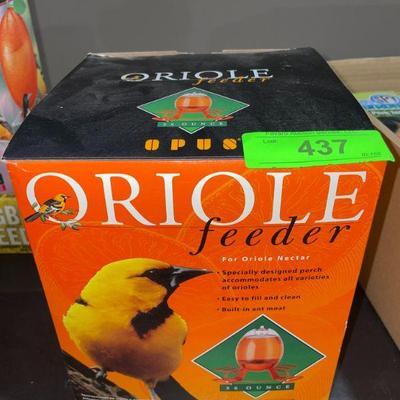 ORIOLE
feeder
OPUS
Lot:
437
ORIOLE
feeder
For Oriole Nectar
• Specially designed perch
accommodates all varieties
of orioles
• Easy to fill and clean
• Built-in ant moat